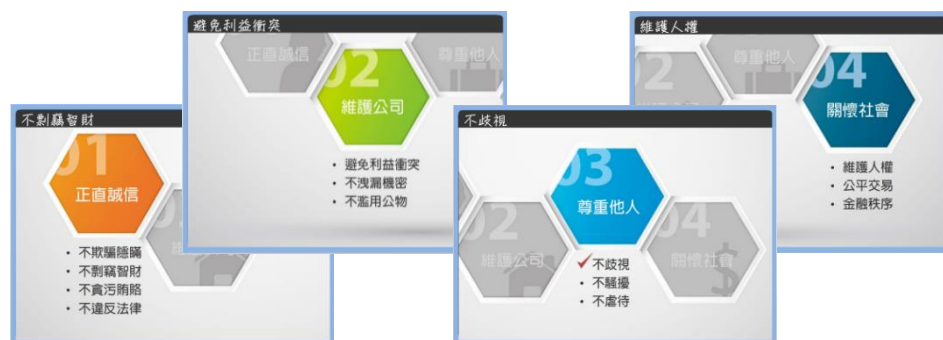 不剽竊智財
01
正直誠信
• 不欺騙隱瞞
• 不剽竊智財
• 不貪污賄賂
• 不違反法律
避免利益衝突
正直誠信
02
尊重他人
維護公司
• 避免利益衝突
• 不洩漏機密
• 不濫用公物
不歧視
03
尊重他人
02
維護公司
04
關懷社會
✓不歧視
• 不騷擾
• 不虐待
維護人權
2
尊重他人
04
關懷社會
• 維護人權
• 公平交易
• 金融秩序